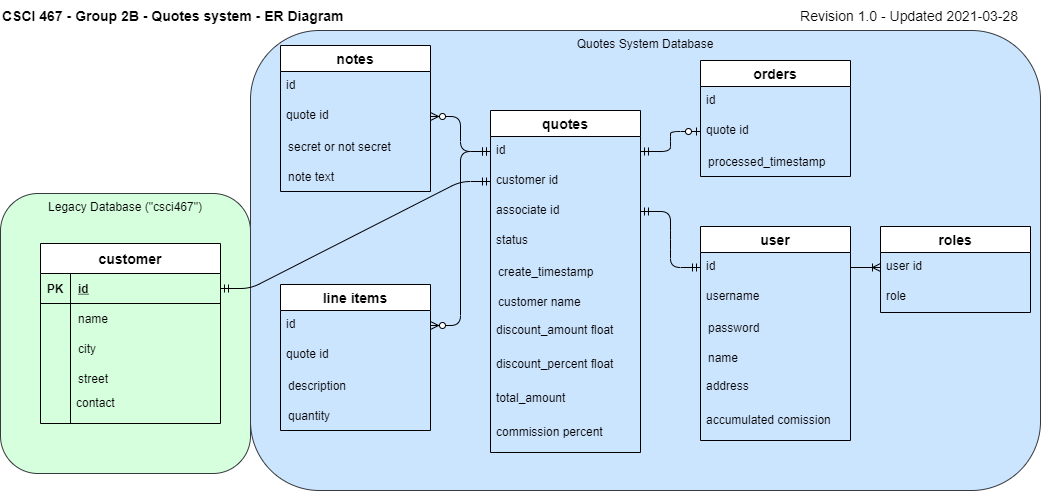 CSCI 467 - Group 2B - Quotes system - ER Diagram
Revision 1.0 - Updated 2021-03-28
Quotes System Database
notes
id
quote id
secret or not secret
note text
orders
id
quote id
processed_timestamp
quotes
id
customer id
associate id
status
create_timestamp
customer name
discount_amount float
discount_percent float
total_amount
commission percent
Legacy Database ("csci467")
customer
PK id
name
city
street
contact
line items
id
quote id
description
quantity
user
id
username
password
name
address
accumulated comission
roles
user id
role